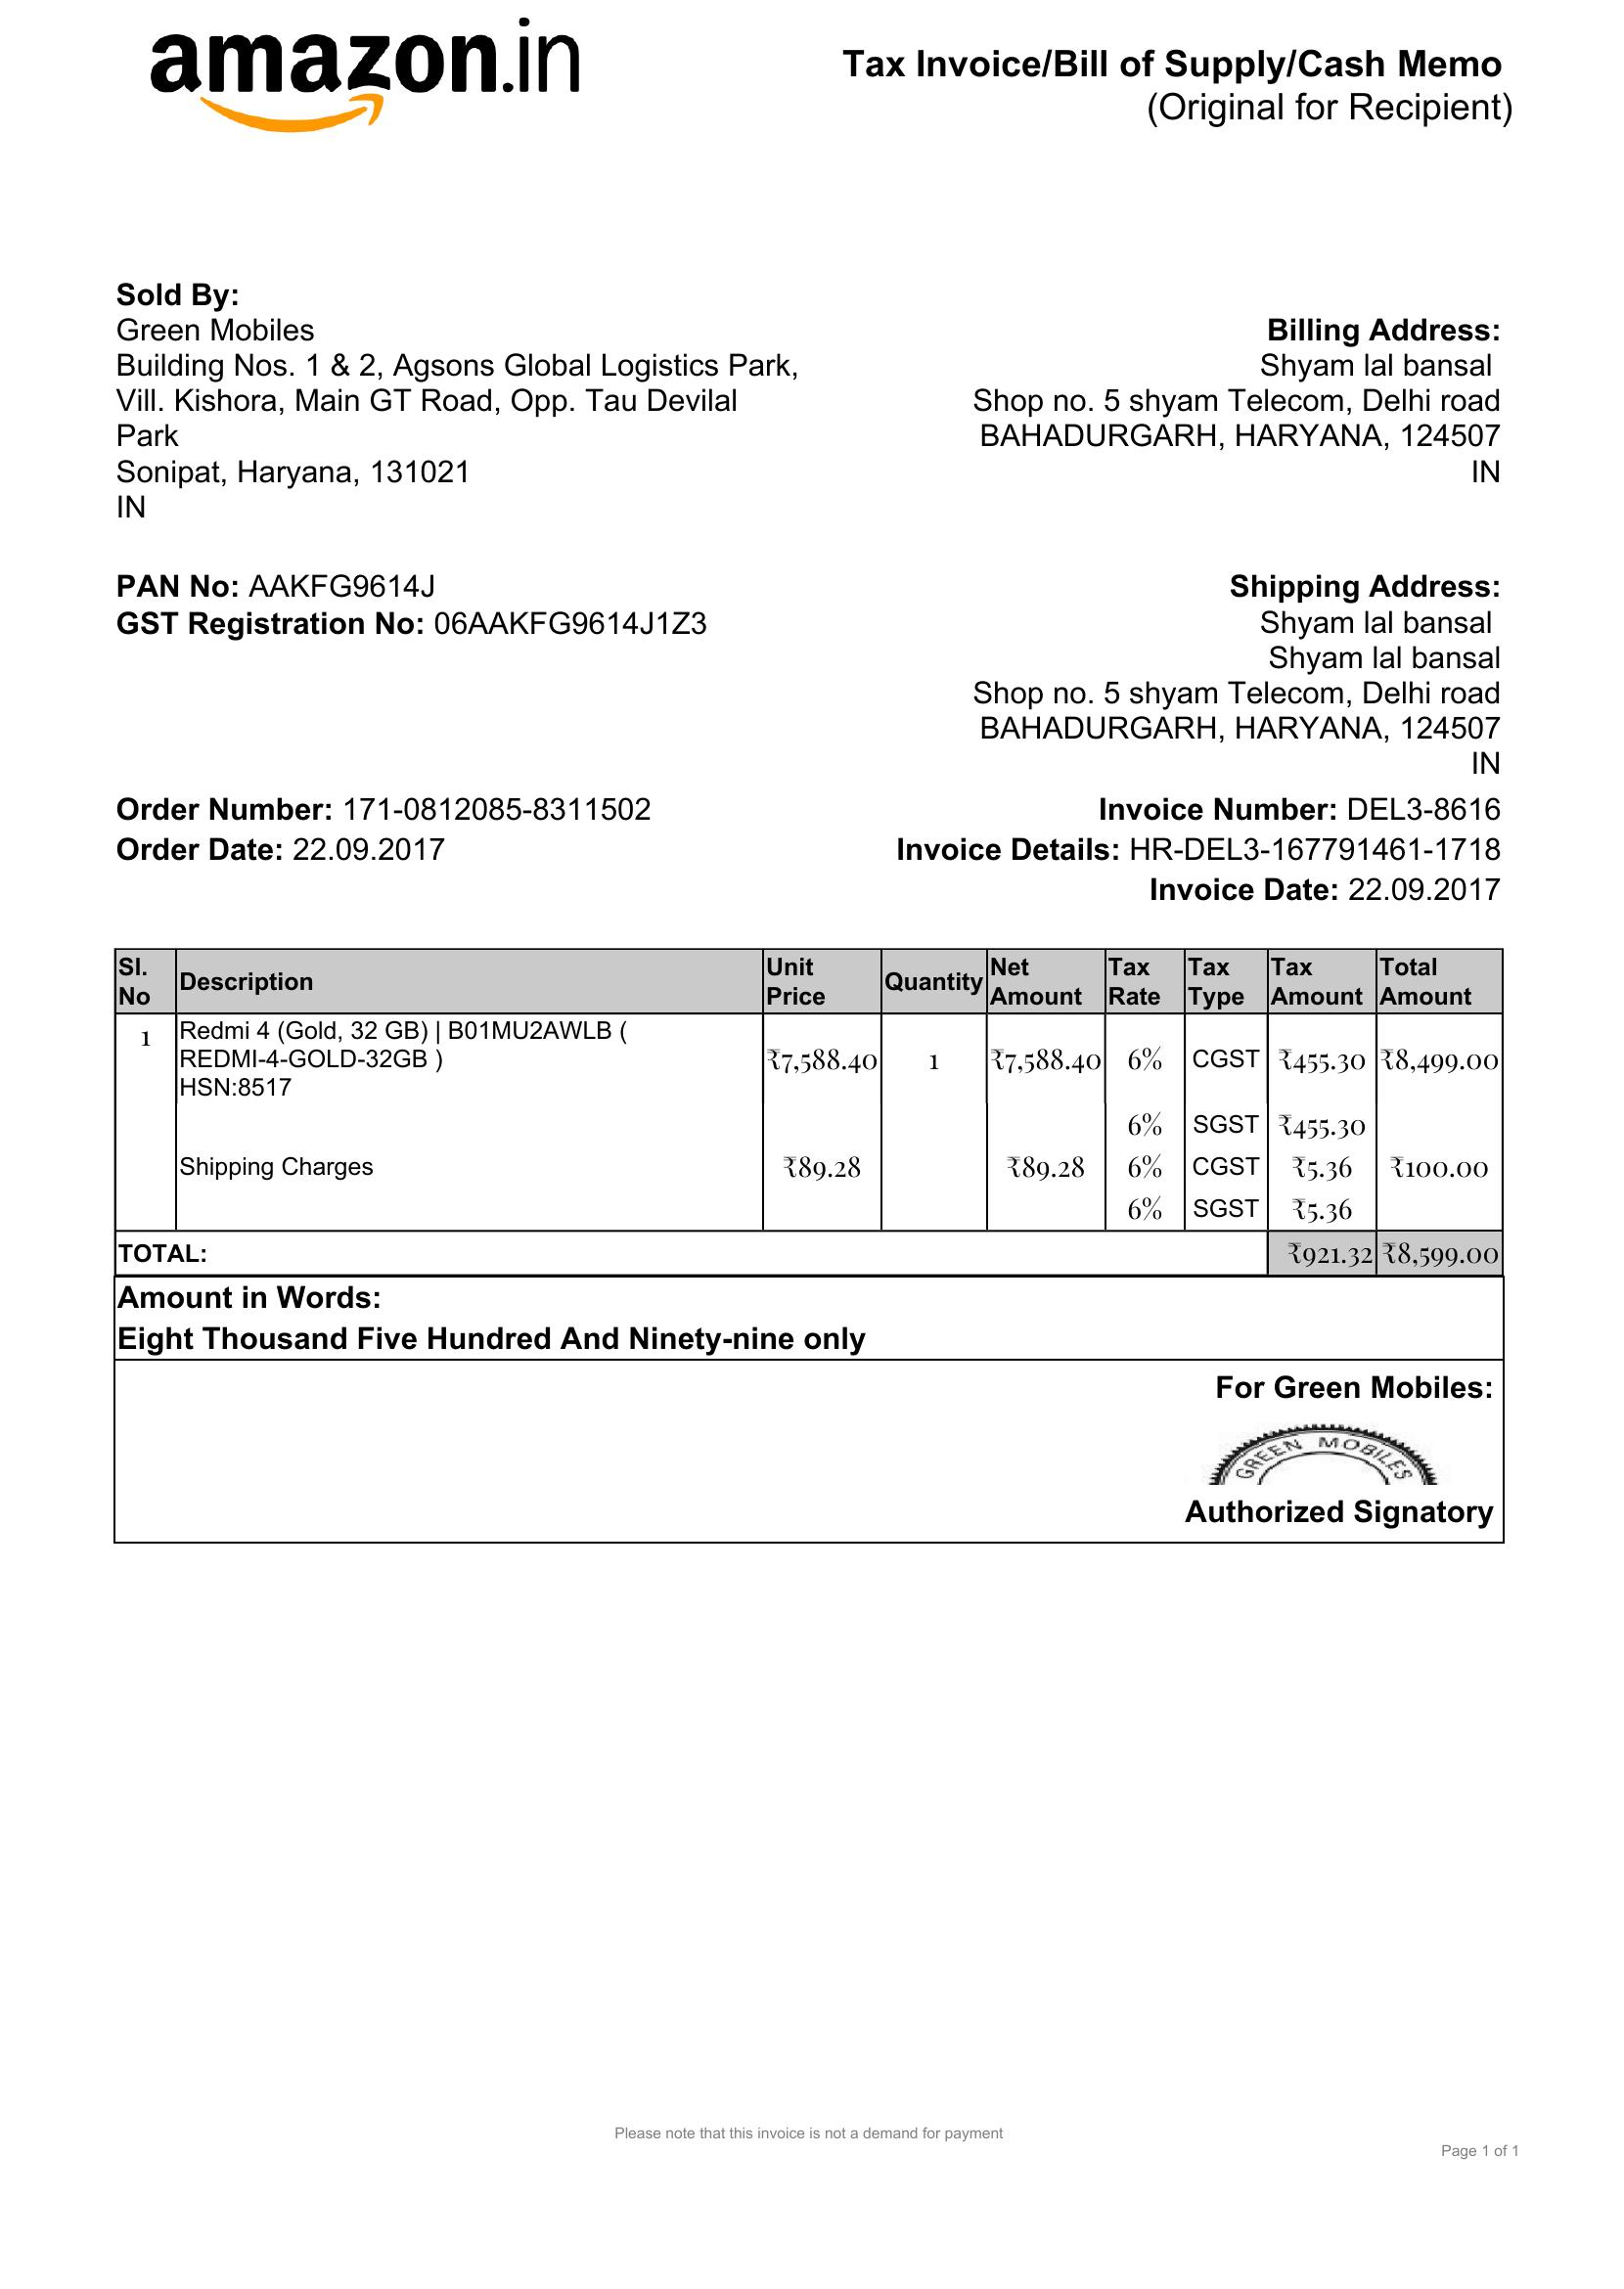 amazon.in
Tax Invoice/Bill of Supply/Cash Memo
(Original for Recipient)
Sold By:
Green Mobiles
Building Nos. 1 & 2, Agsons Global Logistics Park,
Vill. Kishora, Main GT Road, Opp. Tau Devilal
Park
Sonipat, Haryana, 131021
IN
Billing Address:
Shyam lal bansal
Shop no. 5 shyam Telecom, Delhi road
BAHADURGARH, HARYANA, 124507
IN
PAN No: AAKFG9614J
GST Registration No: 06AAKFG9614J1Z3
Shipping Address:
Shyam lal bansal
Shyam lal bansal
Shop no. 5 shyam Telecom, Delhi road
BAHADURGARH, HARYANA, 124507
IN
Order Number: 171-0812085-8311502
Order Date: 22.09.2017
Invoice Number: DEL3-8616
Invoice Details: HR-DEL3-167791461-1718
Invoice Date: 22.09.2017
Sl. No Description Unit Price Quantity Net Amount Tax Rate Tax Type Tax Amount Total Amount
1 Redmi 4 (Gold, 32 GB) | B01MU2AWLB (
REDMI-4-GOLD-32GB ) ₹7,588.40 1 ₹7,588.40 6% CGST ₹455.30 ₹8,499.00
HSN:8517
6% SGST ₹455.30
Shipping Charges ₹89.28 ₹89.28 6% CGST ₹5.36 ₹100.00
6% SGST ₹5.36
TOTAL: ₹921.32 ₹8,599.00
Amount in Words:
Eight Thousand Five Hundred And Ninety-nine only
For Green Mobiles:
GREEN MOBILES
Authorized Signatory
Please note that this invoice is not a demand for payment
Page 1 of 1